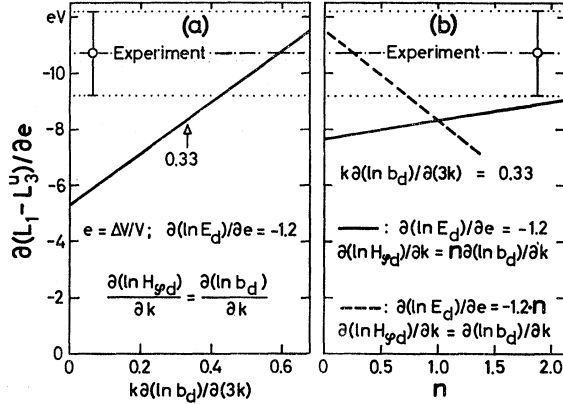 eV
-10
-8
-6
-4
-2
0
∂(L₁-L₃ᵘ)/∂e
(a)
Experiment
0.33
e = ΔV/V; ∂(ln E_d)/∂e = -1.2
∂(ln H_φd)/∂k = ∂(ln b_d)/∂k
0 0.2 0.4 0.6
k∂(ln b_d)/∂(3k)
(b)
Experiment
k∂(ln b_d)/∂(3k) = 0.33
: ∂(ln E_d)/∂e = -1.2
∂(ln H_φd)/∂k = n∂(ln b_d)/∂k
: ∂(ln E_d)/∂e = -1.2·n
∂(ln H_φd)/∂k = ∂(ln b_d)/∂k
0 0.5 1.0 1.5 2.0
n